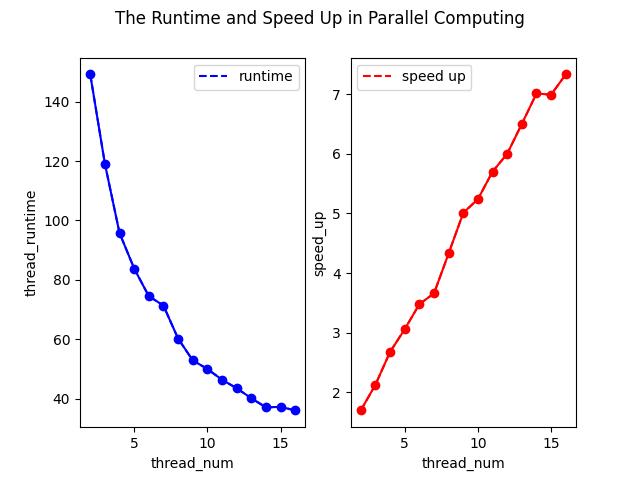 The Runtime and Speed Up in Parallel Computing
runtime
140
120
100
80
60
40
thread_runtime
5
10
15
thread_num
speed up
7
6
5
4
3
2
speed_up
5
10
15
thread_num